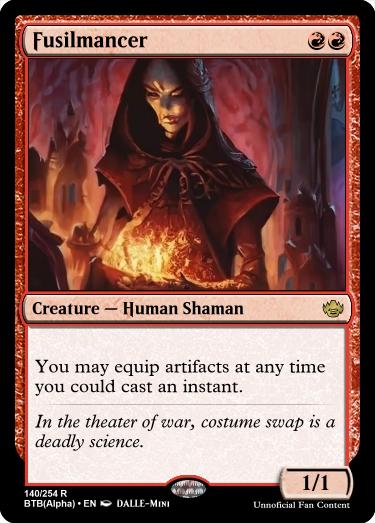 Fusilmancer
Creature — Human Shaman
You may equip artifacts at any time
you could cast an instant.
In the theater of war, costume swap is a
deadly science.
1/1
140/254 R
BTB(Alpha) • EN DALLE-Mini
Unnoficial Fan Content